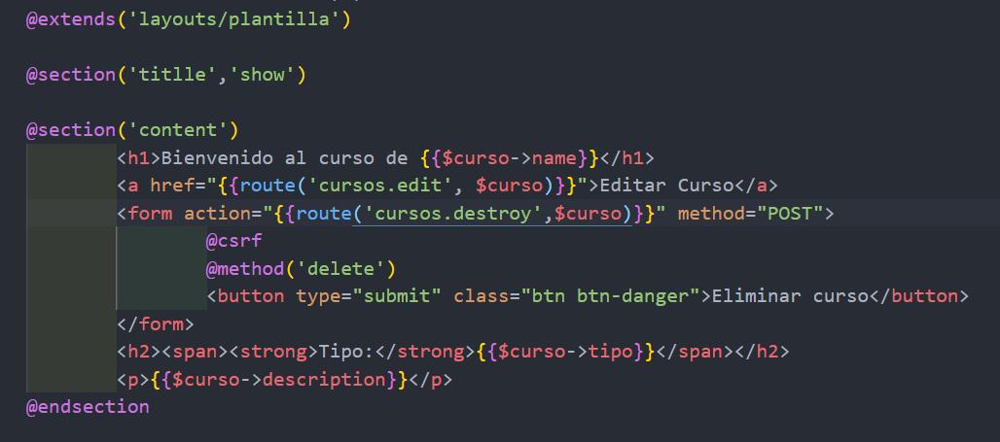 @extends('layouts/plantilla')
@section('titlle','show')
@section('content')
<h1>Bienvenido al curso de {{$curso->name}}</h1>
<a href="{{route('cursos.edit', $curso)}}">Editar Curso</a>
<form action="{{route('cursos.destroy',$curso)}}" method="POST">
@csrf
@method('delete')
<button type="submit" class="btn btn-danger">Eliminar curso</button>
</form>
<h2><span><strong>Tipo:</strong>{{$curso->tipo}}</span></h2>
<p>{{$curso->description}}</p>
@endsection